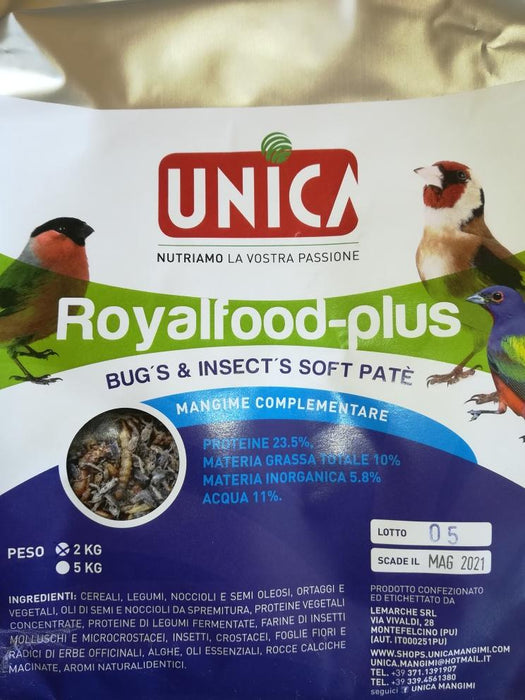 UNICA
NUTRIAMO LA VOSTRA PASSIONE
Royalfood-plus
BUG'S & INSECT'S SOFT PATÈ
MANGIME COMPLEMENTARE
PROTEINE 23.5%,
MATERIA GRASSA TOTALE 10%
MATERIA INORGANICA 5.8%
ACQUA 11%.
PESO 2 KG
5 KG
LOTTO 05
SCADE IL MAG 2021
INGREDIENTI: CEREALI, LEGUMI, NOCCIOLI E SEMI OLEOSI, ORTAGGI E
VEGETALI, OLI DI SEMI E NOCCIOLI DA SPREMITURA, PROTEINE VEGETALI
CONCENTRATE, PROTEINE DI LEGUMI FERMENTATE, FARINE DI INSETTI
MOLLUSCHI E MICROCROSTACEI, INSETTI, CROSTACEI, FOGLIE FIORI E
RADICI DI ERBE OFFICINALI, ALGHE, OLI ESSENZIALI, ROCCE CALCICHE
MACINATE, AROMI NATURALIDENTICI.
PRODOTTO CONFEZIONATO
ED ETICHETTATO DA
LEMARCHE SRL
VIA VIVALDI, 28
MONTEFELCINO (PU)
(AUT. IT000251PU)
WWW.SHOPS.UNICAMANGIMI.COM
UNICA.MANGIMI@HOTMAIL.IT
TEL. +39 371.1391907
TEL. +39 339.4561380
seguici f UNICA MANGIMI